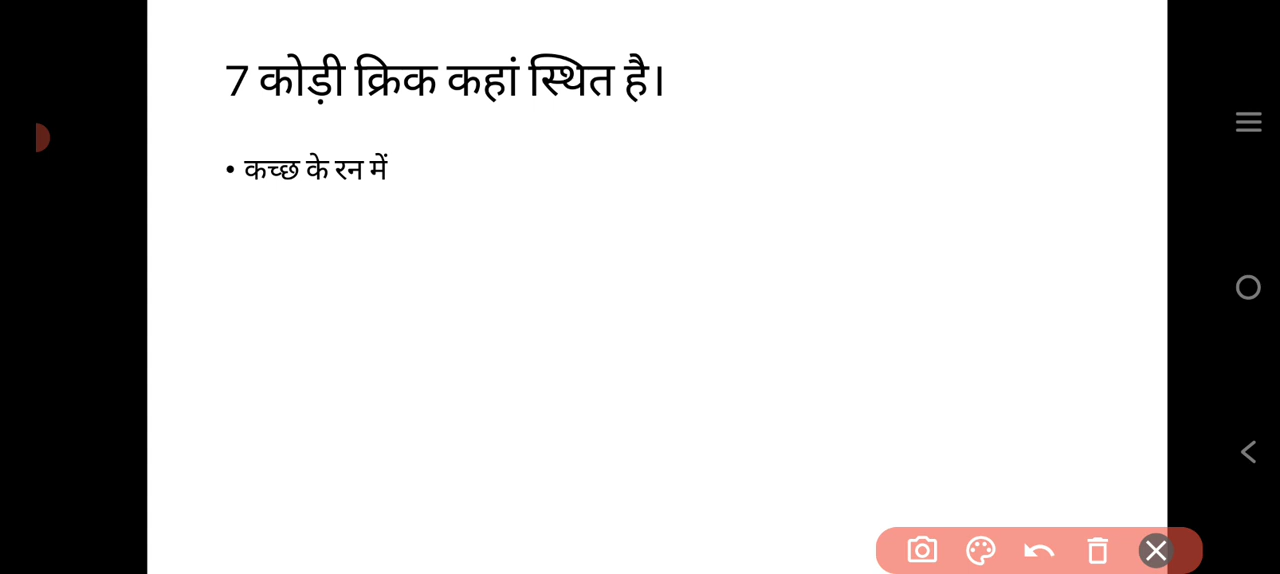 7 कोड़ी क्रिक कहां स्थित है।
• कच्छ के रन में